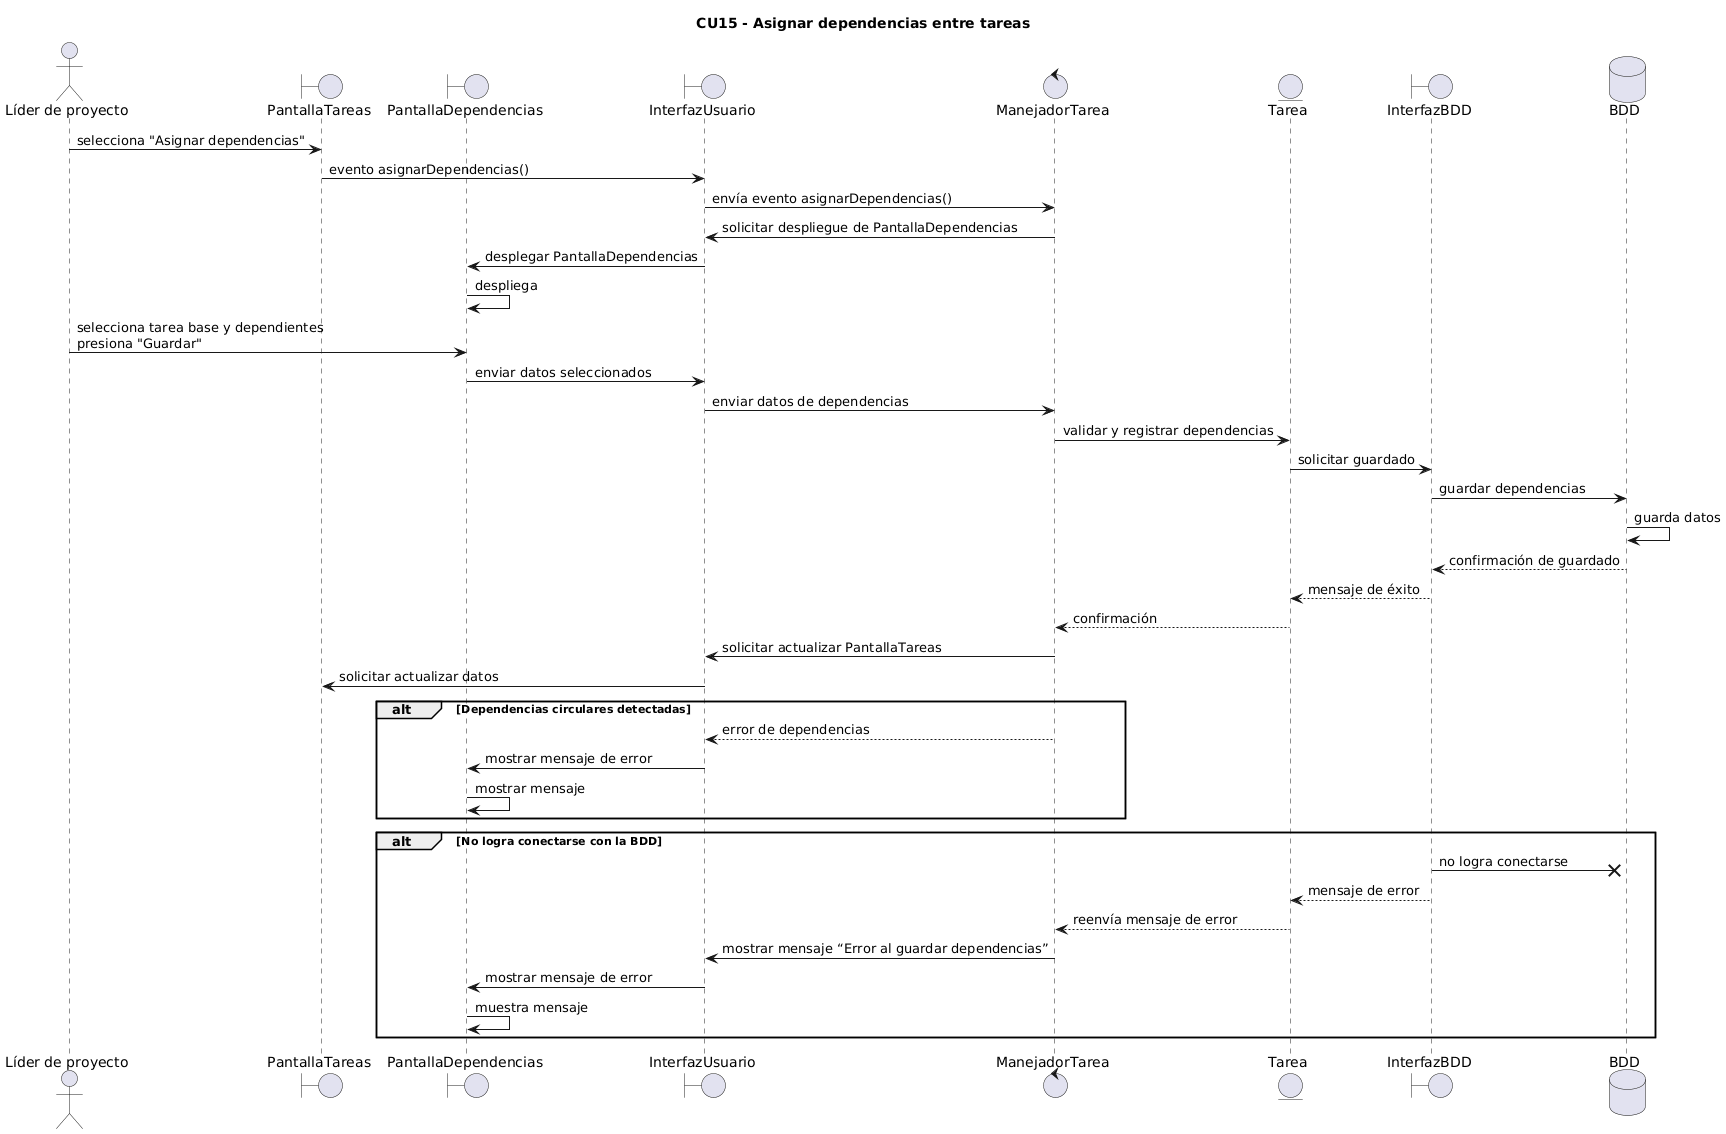 CU15 - Asignar dependencias entre tareas
Líder de proyecto
PantallaTareas
PantallaDependencias
InterfazUsuario
ManejadorTarea
Tarea
InterfazBDD
BDD
selecciona "Asignar dependencias"
evento asignarDependencias()
envía evento asignarDependencias()
solicitar despliegue de PantallaDependencias
desplegar PantallaDependencias
despliega
selecciona tarea base y dependientes
presiona "Guardar"
enviar datos seleccionados
enviar datos de dependencias
validar y registrar dependencias
solicitar guardado
guardar dependencias
guarda datos
confirmación de guardado
mensaje de éxito
confirmación
solicitar actualizar PantallaTareas
solicitar actualizar datos
alt [Dependencias circulares detectadas]
error de dependencias
mostrar mensaje de error
mostrar mensaje
alt [No logra conectarse con la BDD]
no logra conectarse
mensaje de error
reenvía mensaje de error
mostrar mensaje “Error al guardar dependencias”
mostrar mensaje de error
muestra mensaje
Líder de proyecto
PantallaTareas
PantallaDependencias
InterfazUsuario
ManejadorTarea
Tarea
InterfazBDD
BDD